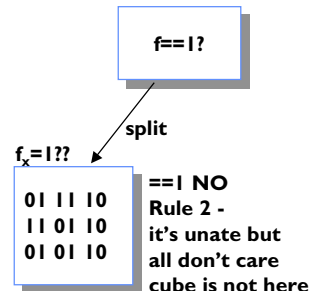 f==1?
split
fx=1??
01 11 10
11 01 10
01 01 10
==1 NO
Rule 2 -
it's unate but
all don't care
cube is not here